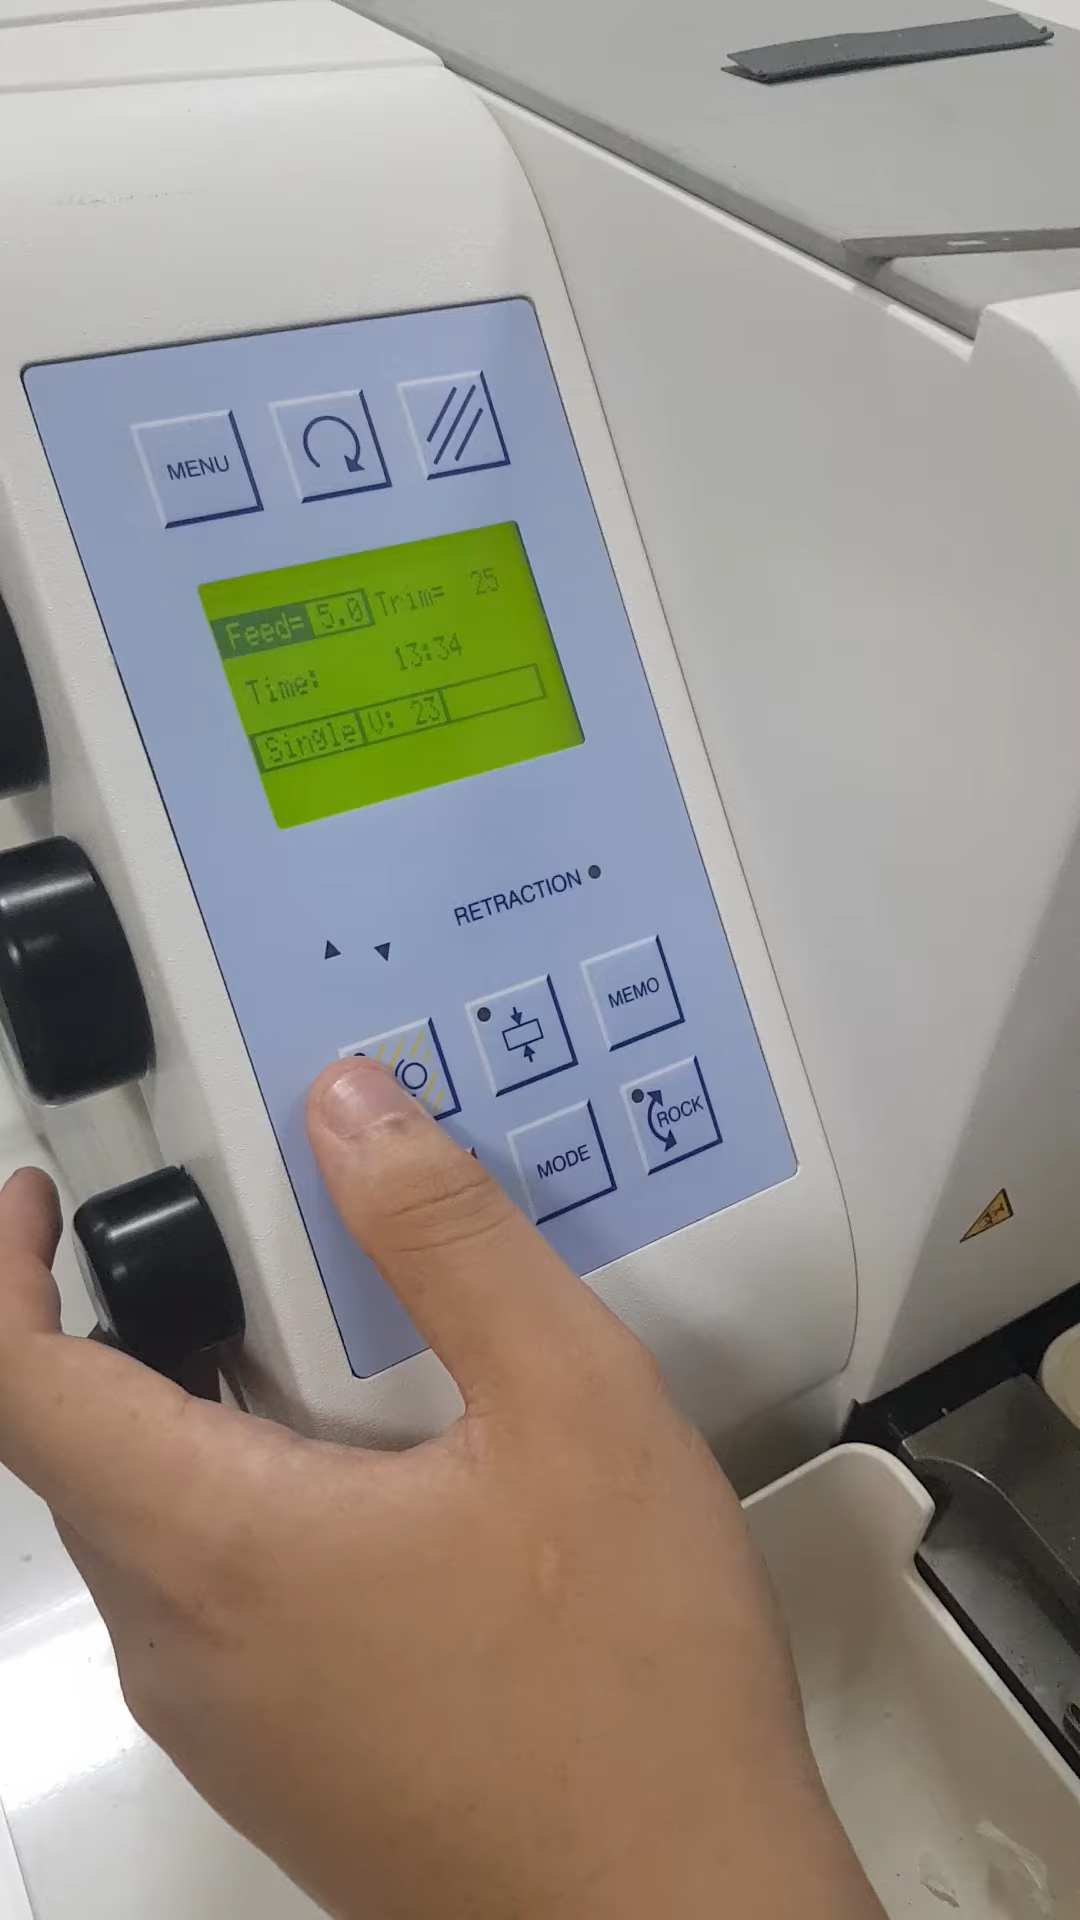 MENU
Feed= 5.0 Trim= 25
Time: 13:34
Single V: 23
RETRACTION
MEMO
MODE
ROCK